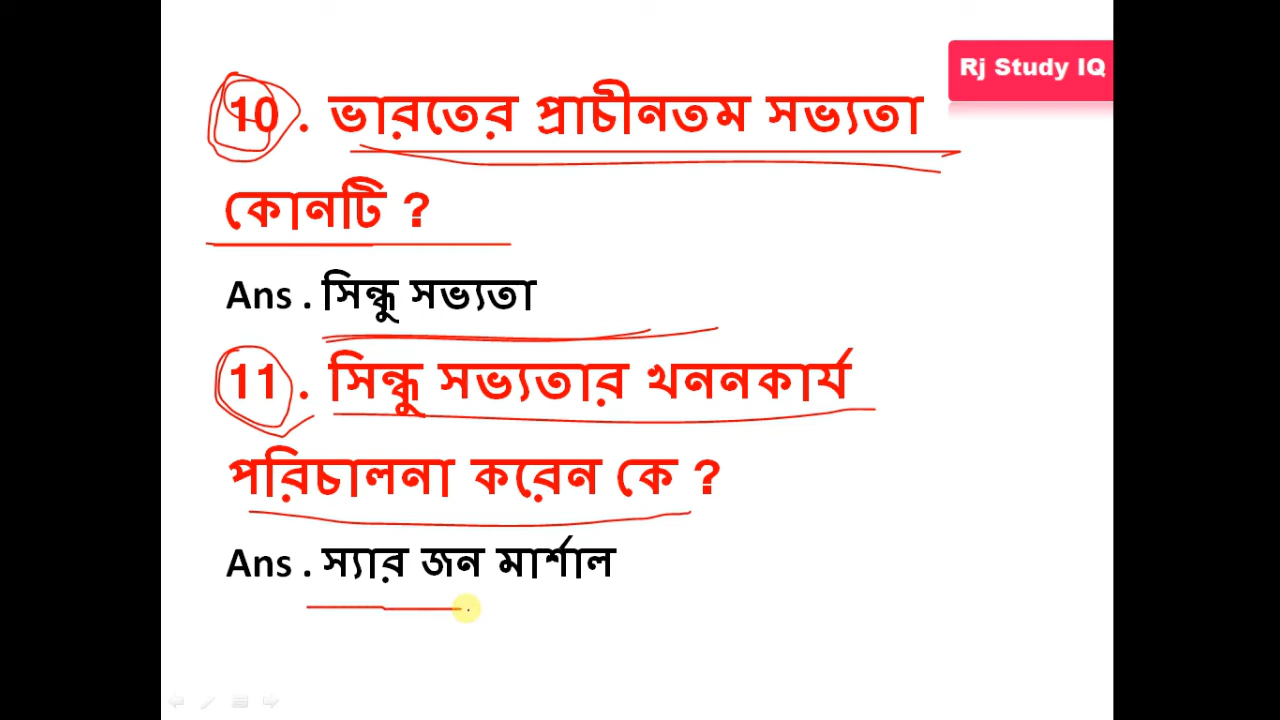 Rj Study IQ
10 . ভারতের প্রাচীনতম সভ্যতা
কোনটি ?
Ans . সিন্ধু সভ্যতা
11 . সিন্ধু সভ্যতার খননকার্য
পরিচালনা করেন কে ?
Ans . স্যার জন মার্শাল